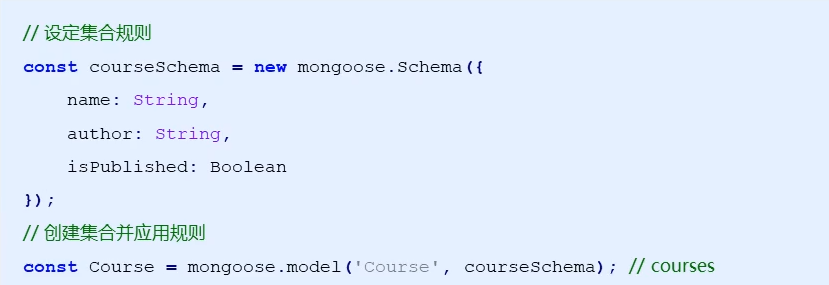 // 设定集合规则
const courseSchema = new mongoose.Schema({
    name: String,
    author: String,
    isPublished: Boolean
});
// 创建集合并应用规则
const Course = mongoose.model('Course', courseSchema); // courses